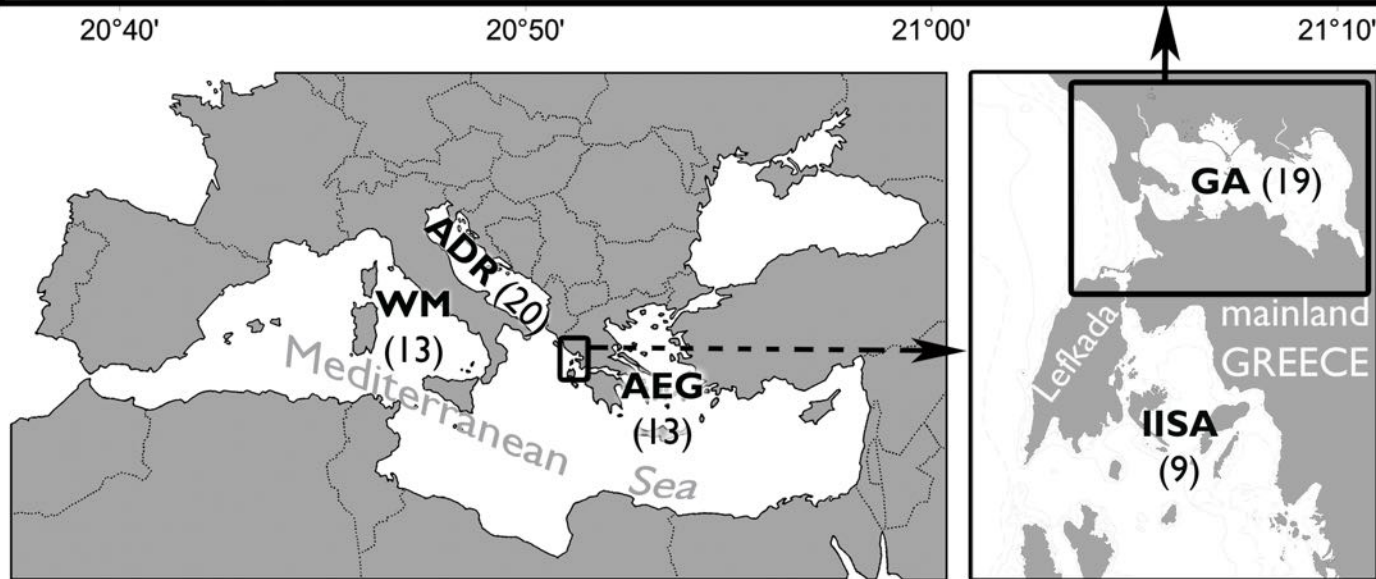 20°40' 20°50' 21°00' 21°10'
ADR (20)
WM
(13)
AEG
(13)
Mediterranean
Sea
GA (19)
Lefkada
mainland
GREECE
IISA
(9)